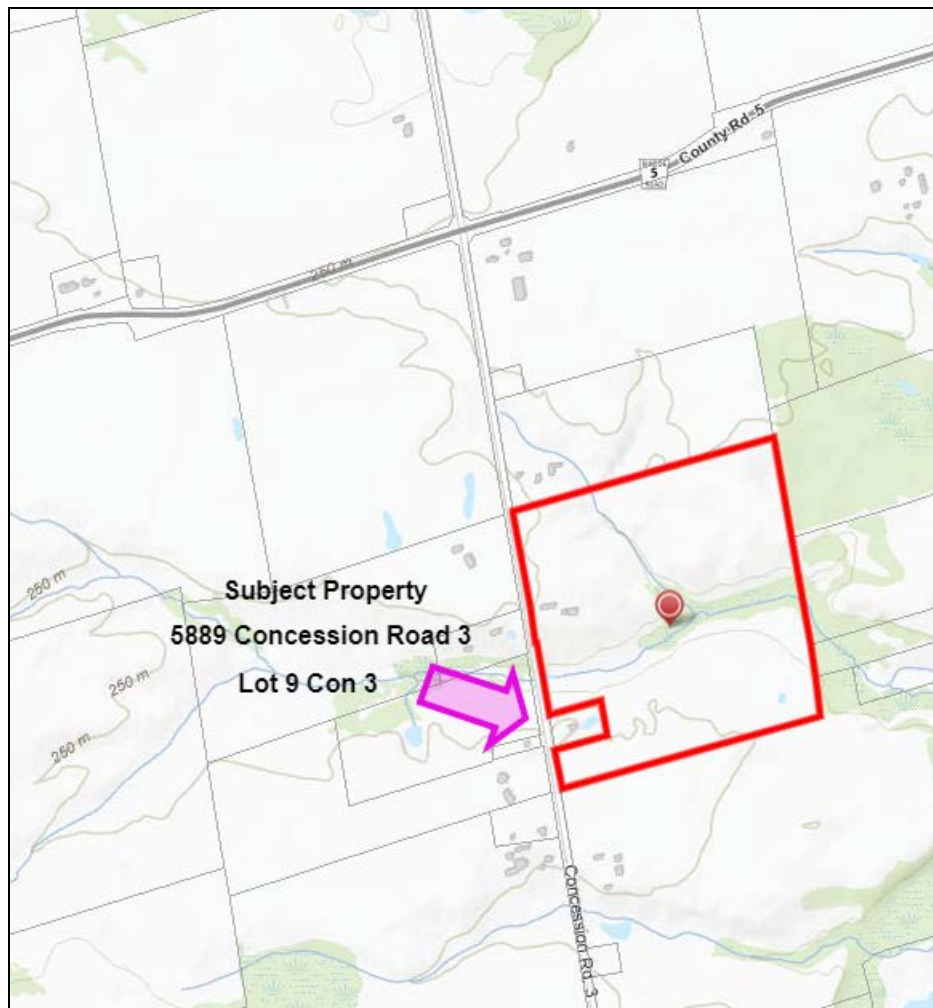 County Rd 5
5
250 m
250 m
Subject Property
5889 Concession Road 3
Lot 9 Con 3
250 m
250 m
Concession Rd 3